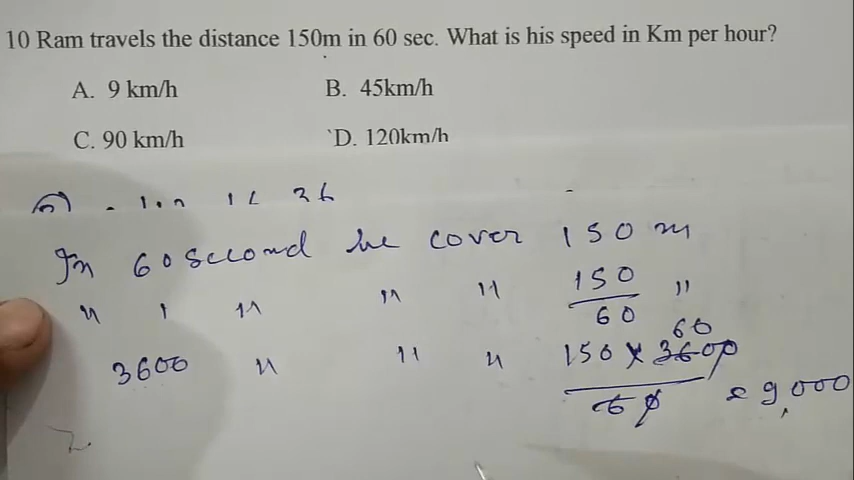 10 Ram travels the distance 150m in 60 sec. What is his speed in Km per hour?
A. 9 km/h B. 45km/h
C. 90 km/h `D. 120km/h
In 60 second he cover 150 m
" 1 " " " 150/60 "
3600 " " " 150 x 3600/60 = 9,000
60